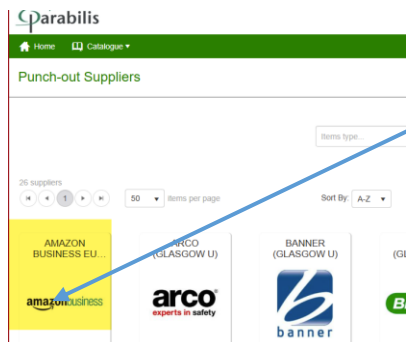 Parabilis
Home Catalogue
Punch-out Suppliers
Items type...
26 suppliers
1 50 items per page Sort By: A-Z
AMAZON BUSINESS EU... ARCO (GLASGOW U) BANNER (GLASGOW U)
amazonbusiness arco experts in safety banner